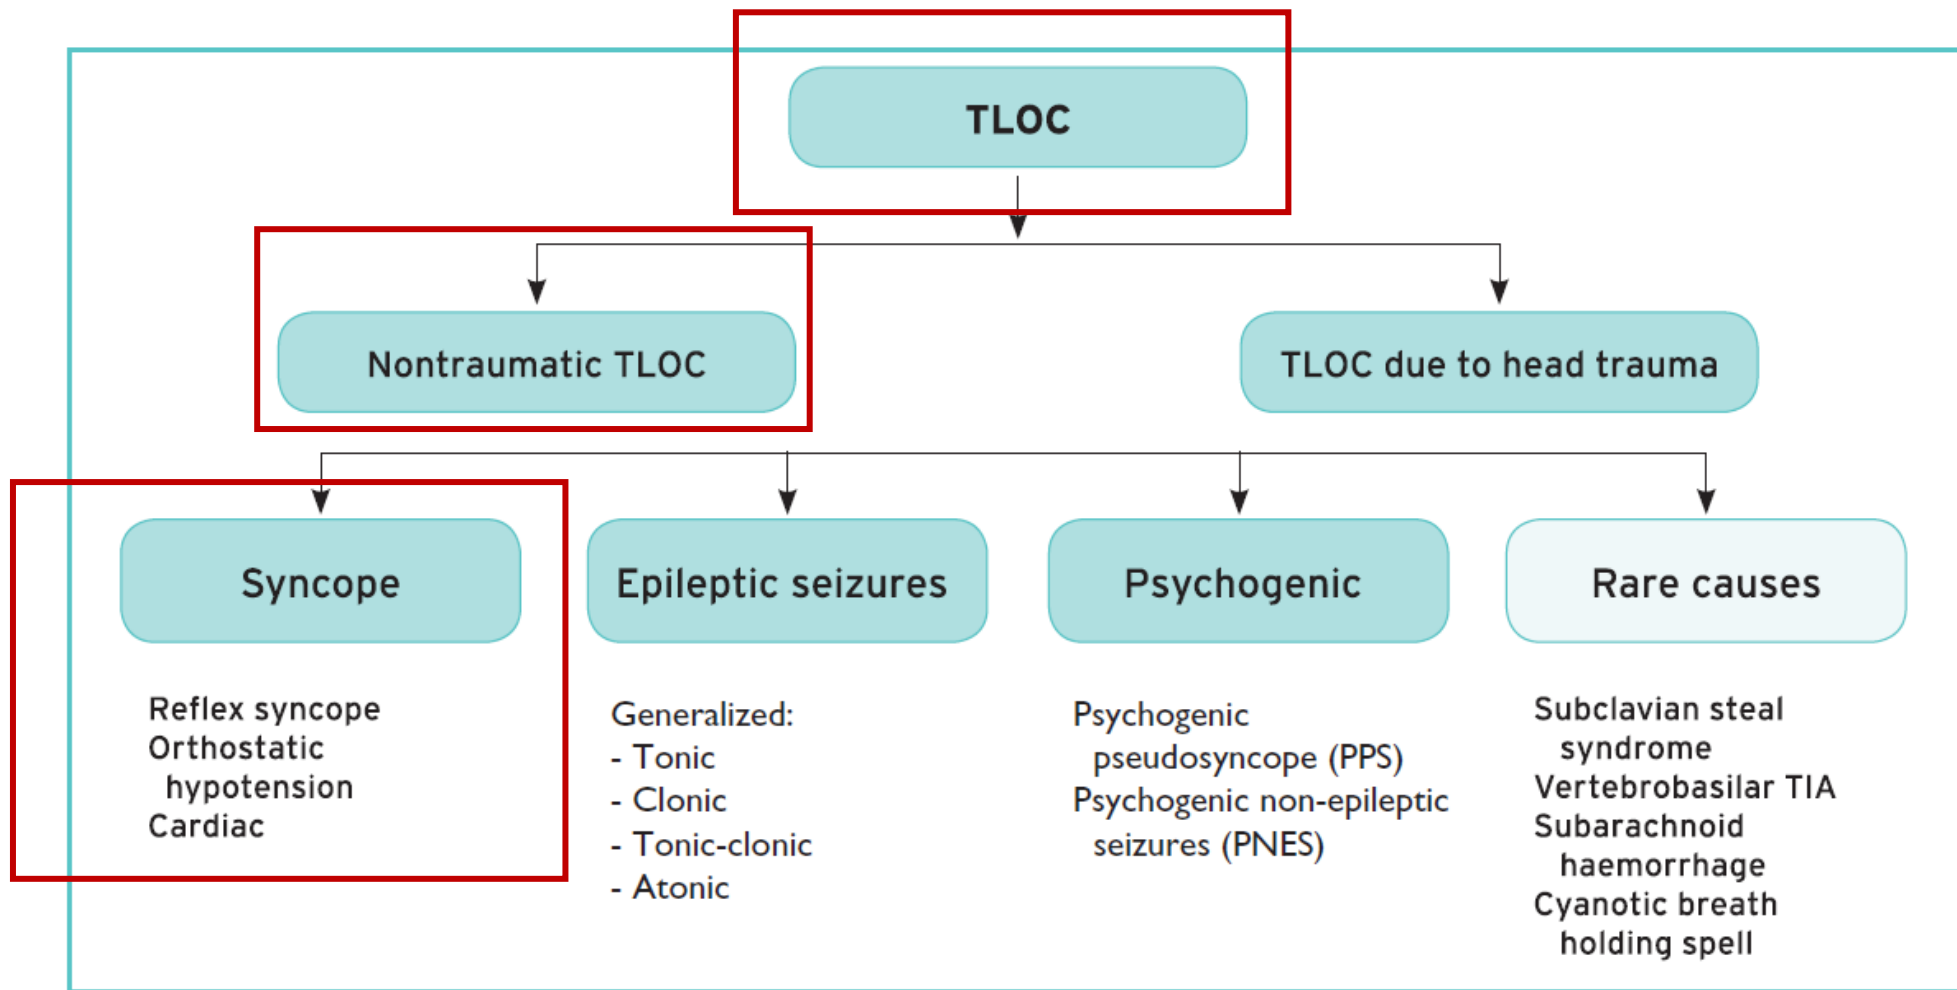 TLOC
Nontraumatic TLOC
TLOC due to head trauma
Syncope
Epileptic seizures
Psychogenic
Rare causes
Reflex syncope
Orthostatic
hypotension
Cardiac
Generalized:
- Tonic
- Clonic
- Tonic-clonic
- Atonic
Psychogenic
pseudosyncope (PPS)
Psychogenic non-epileptic
seizures (PNES)
Subclavian steal
syndrome
Vertebrobasilar TIA
Subarachnoid
haemorrhage
Cyanotic breath
holding spell